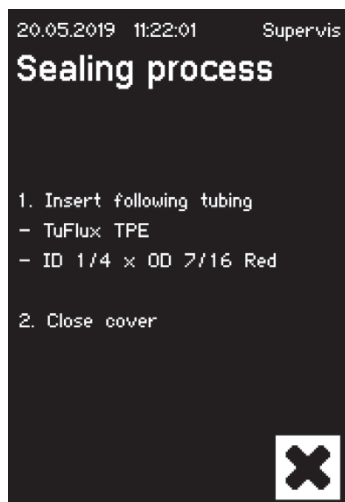 20.05.2019 11:22:01 Supervis
Sealing process
1. Insert following tubing
- TuFlux TPE
- ID 1/4 x OD 7/16 Red
2. Close cover